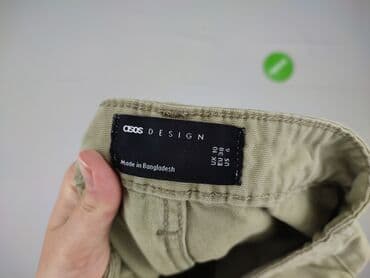 asos DESIGN
Made in Bangladesh
UK 10
EU 38
US 6